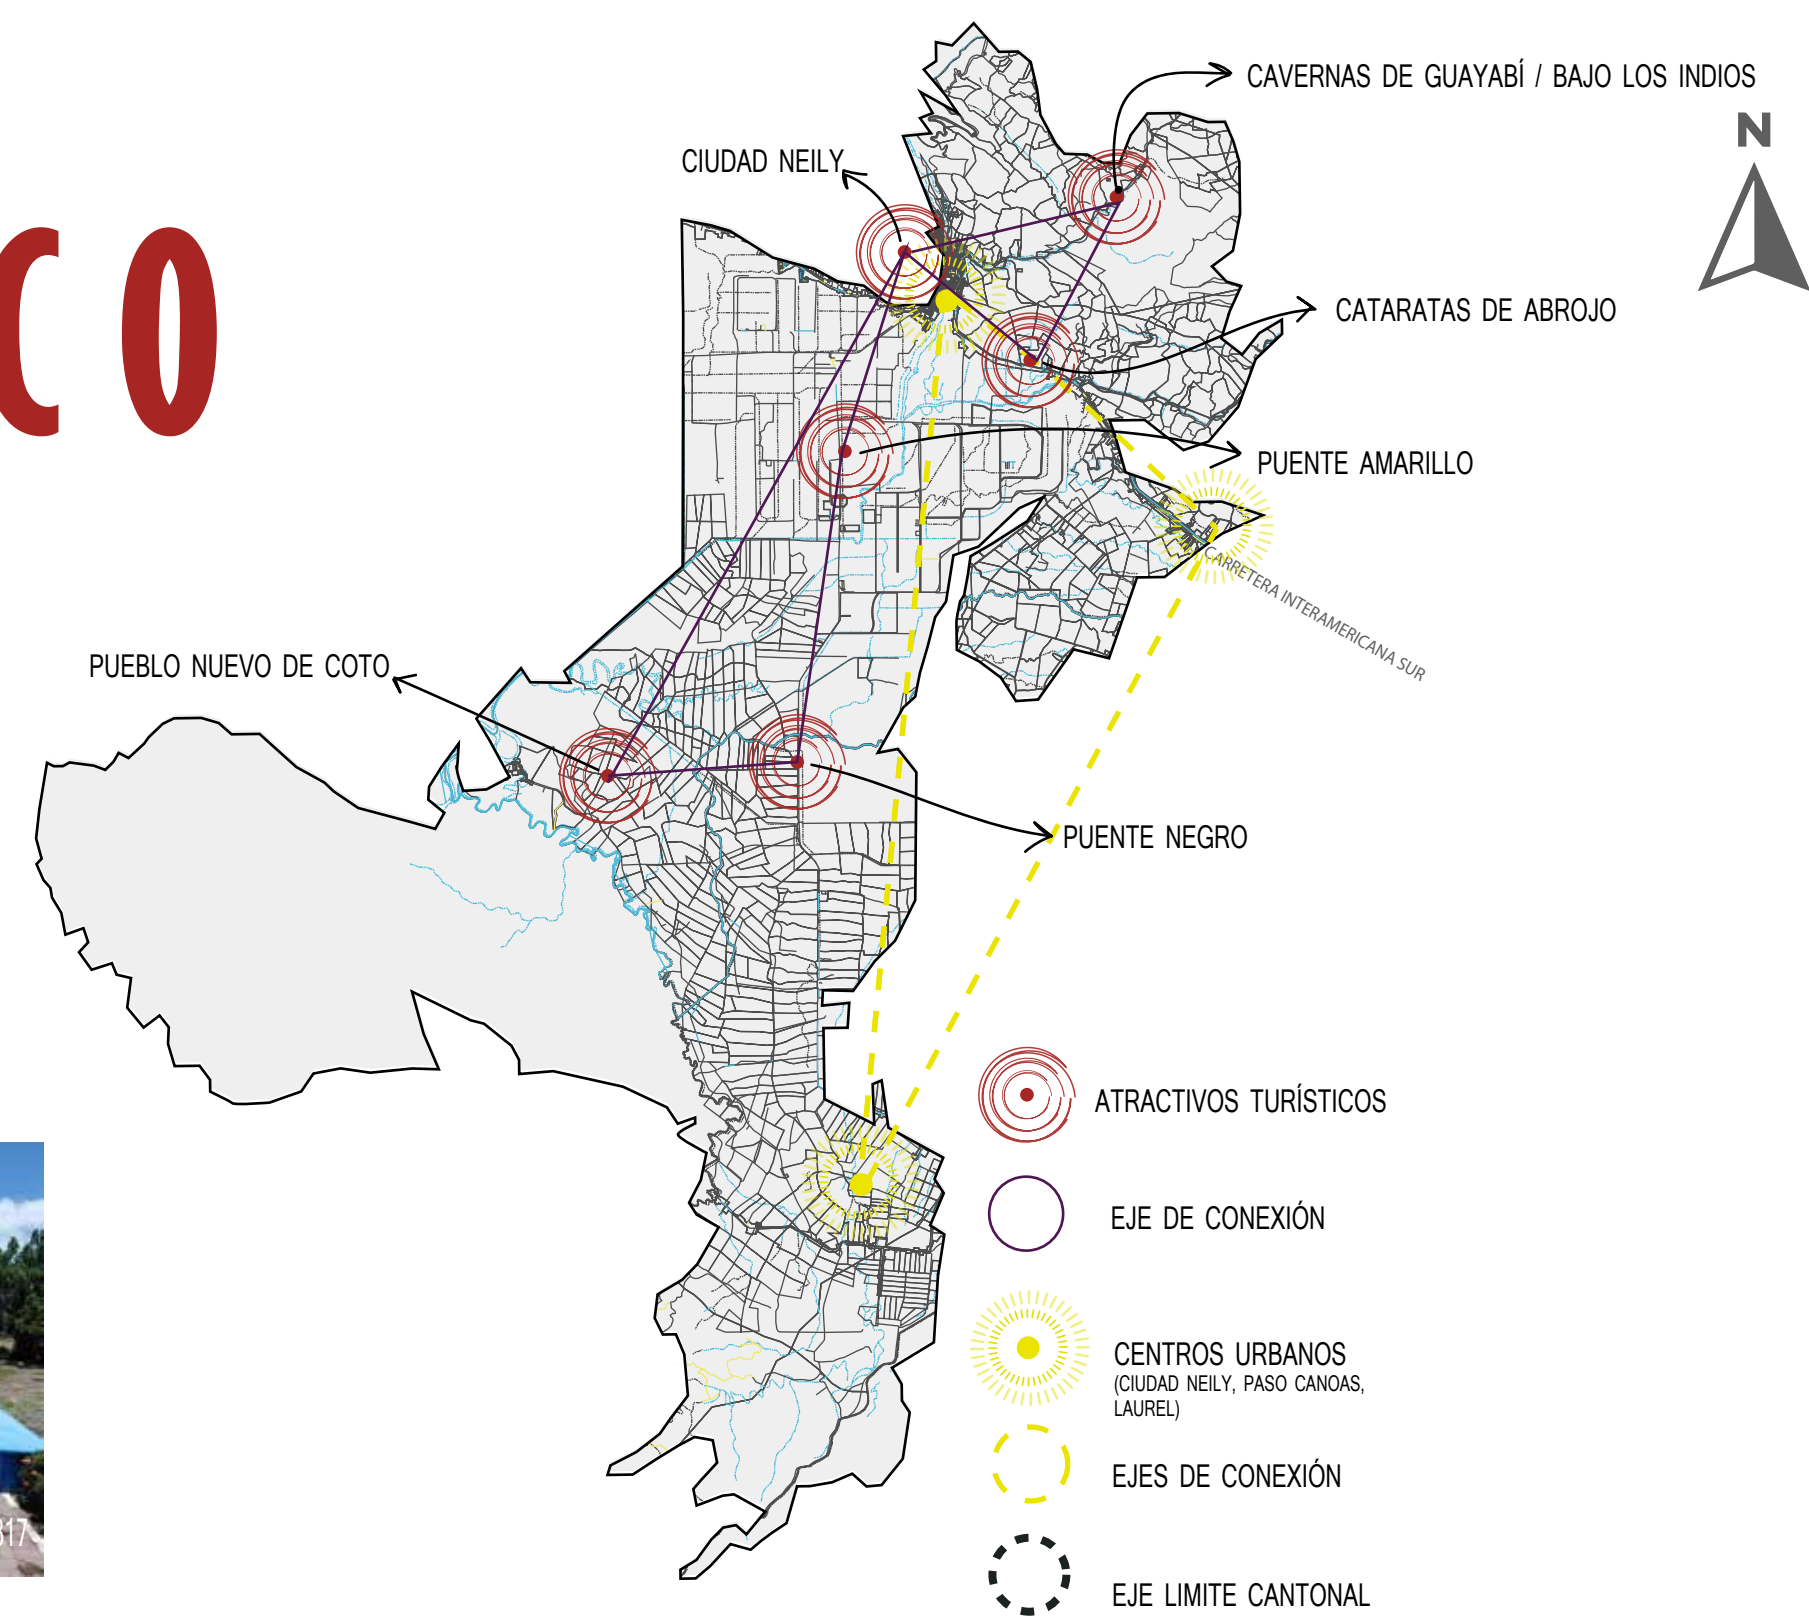 CAVERNAS DE GUAYABÍ / BAJO LOS INDIOS
N
CIUDAD NEILY
CO
CATARATAS DE ABROJO
PUENTE AMARILLO
CARRETERA INTERAMERICANA SUR
PUEBLO NUEVO DE COTO
PUENTE NEGRO
ATRACTIVOS TURÍSTICOS
EJE DE CONEXIÓN
CENTROS URBANOS
(CIUDAD NEILY, PASO CANOAS,
LAUREL)
EJES DE CONEXIÓN
317
EJE LIMITE CANTONAL